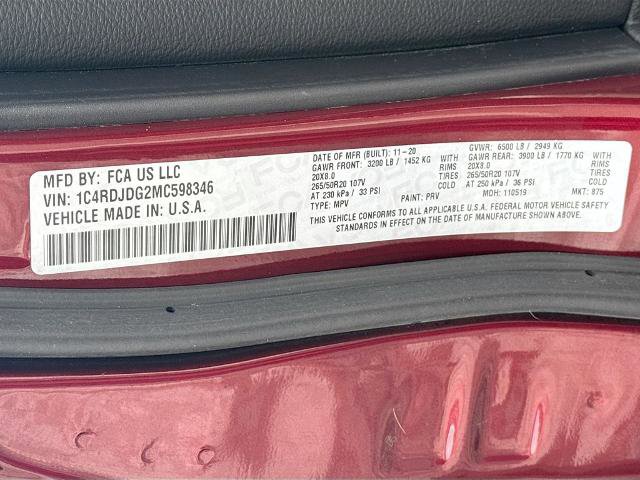 MFD BY: FCA US LLC
VIN: 1C4RDJDG2MC598346
VEHICLE MADE IN: U.S.A.
DATE OF MFR (BUILT): 11-20 GVWR: 6500 LB / 2949 KG
GAWR FRONT: 3200 LB / 1452 KG WITH GAWR REAR: 3900 LB / 1770 KG WITH
20X8.0 RIMS 20X8.0 RIMS
265/50R20 107V TIRES 265/50R20 107V TIRES
AT 230 kPa / 33 PSI COLD AT 250 kPa / 36 PSI COLD
TYPE: MPV PAINT: PRV MDH: 110519 MKT: 875
THIS VEHICLE CONFORMS TO ALL APPLICABLE U.S.A. FEDERAL MOTOR VEHICLE SAFETY
STANDARDS IN EFFECT ON THE DATE OF MANUFACTURE SHOWN ABOVE.